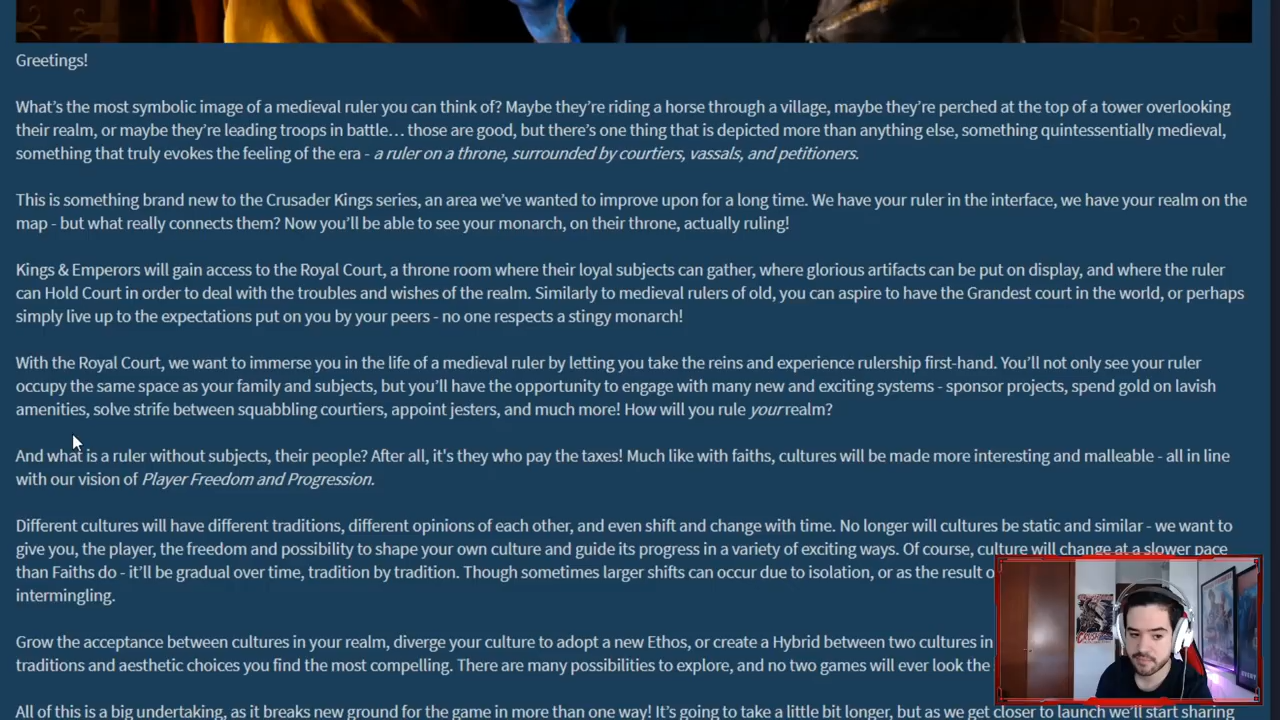 Greetings!
What's the most symbolic image of a medieval ruler you can think of? Maybe they're riding a horse through a village, maybe they're perched at the top of a tower overlooking
their realm, or maybe they're leading troops in battle… those are good, but there's one thing that is depicted more than anything else, something quintessentially medieval,
something that truly evokes the feeling of the era - a ruler on a throne, surrounded by courtiers, vassals, and petitioners.
This is something brand new to the Crusader Kings series, an area we've wanted to improve upon for a long time. We have your ruler in the interface, we have your realm on the
map - but what really connects them? Now you'll be able to see your monarch, on their throne, actually ruling!
Kings & Emperors will gain access to the Royal Court, a throne room where their loyal subjects can gather, where glorious artifacts can be put on display, and where the ruler
can Hold Court in order to deal with the troubles and wishes of the realm. Similarly to medieval rulers of old, you can aspire to have the Grandest court in the world, or perhaps
simply live up to the expectations put on you by your peers - no one respects a stingy monarch!
With the Royal Court, we want to immerse you in the life of a medieval ruler by letting you take the reins and experience rulership first-hand. You'll not only see your ruler
occupy the same space as your family and subjects, but you'll have the opportunity to engage with many new and exciting systems - sponsor projects, spend gold on lavish
amenities, solve strife between squabbling courtiers, appoint jesters, and much more! How will you rule your realm?
And what is a ruler without subjects, their people? After all, it's they who pay the taxes! Much like with faiths, cultures will be made more interesting and malleable - all in line
with our vision of Player Freedom and Progression.
Different cultures will have different traditions, different opinions of each other, and even shift and change with time. No longer will cultures be static and similar - we want to
give you, the player, the freedom and possibility to shape your own culture and guide its progress in a variety of exciting ways. Of course, culture will change at a slower pace
than Faiths do - it'll be gradual over time, tradition by tradition. Though sometimes larger shifts can occur due to isolation, or as the result o
intermingling.
Grow the acceptance between cultures in your realm, diverge your culture to adopt a new Ethos, or create a Hybrid between two cultures in
traditions and aesthetic choices you find the most compelling. There are many possibilities to explore, and no two games will ever look the
All of this is a big undertaking, as it breaks new ground for the game in more than one way! It's going to take a little bit longer, but as we get closer to launch we'll start sharing